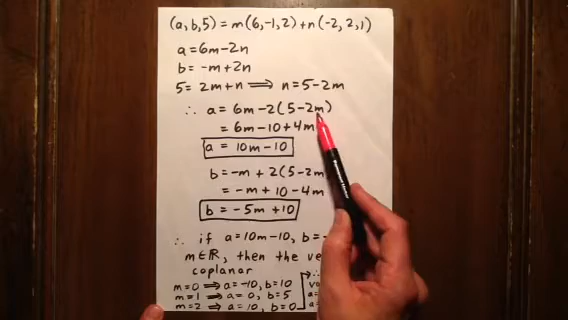 (a,b,5) = m(6,-1,2)+n(-2,2,1)
a=6m-2n
b=-m+2n
5= 2m+n ⟹ n=5-2m
∴ a= 6m-2(5-2m)
= 6m-10+4m
a = 10m-10
b=-m + 2(5-2m
= -m + 10 -4m
b = -5m+10
∴ if a=10m-10, b=-
m∈ℝ, then the ve
coplanar
m=0 ⟹ a=-10, b=10
m=1 ⟹ a=0, b=5
m=2 ⟹ a=10, b=0
∴
a=
a=